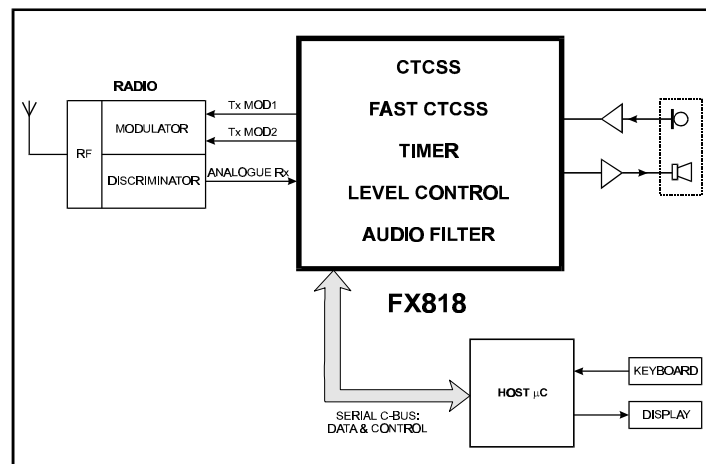 RADIO
RF
MODULATOR
DISCRIMINATOR
Tx MOD1
Tx MOD2
ANALOGUE Rx
CTCSS
FAST CTCSS
TIMER
LEVEL CONTROL
AUDIO FILTER
FX818
SERIAL C-BUS:
DATA & CONTROL
HOST µC
KEYBOARD
DISPLAY